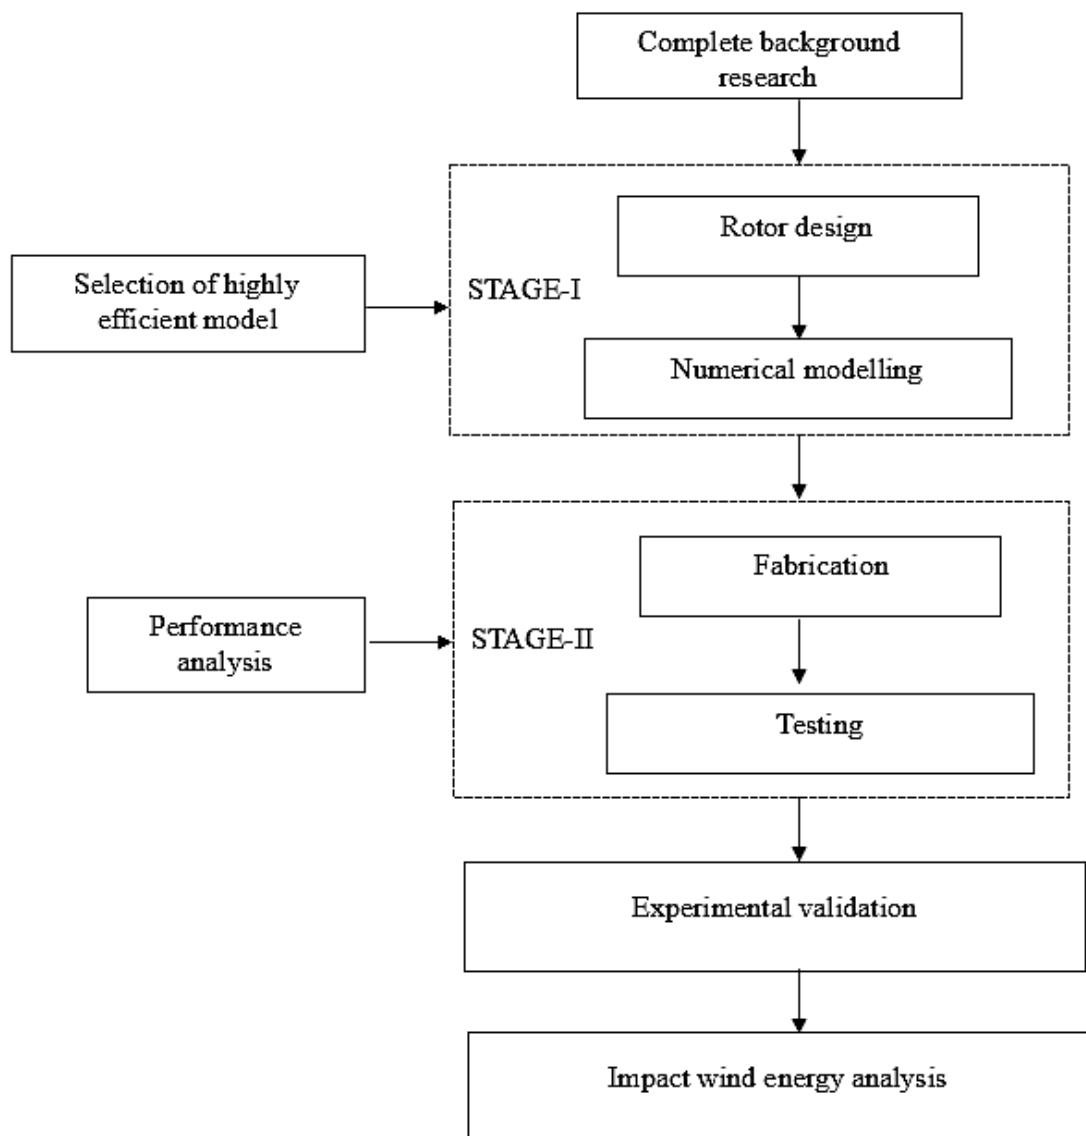 Complete background
research
Rotor design
Selection of highly
efficient model
STAGE-I
Numerical modelling
Fabrication
Performance
analysis
STAGE-II
Testing
Experimental validation
Impact wind energy analysis